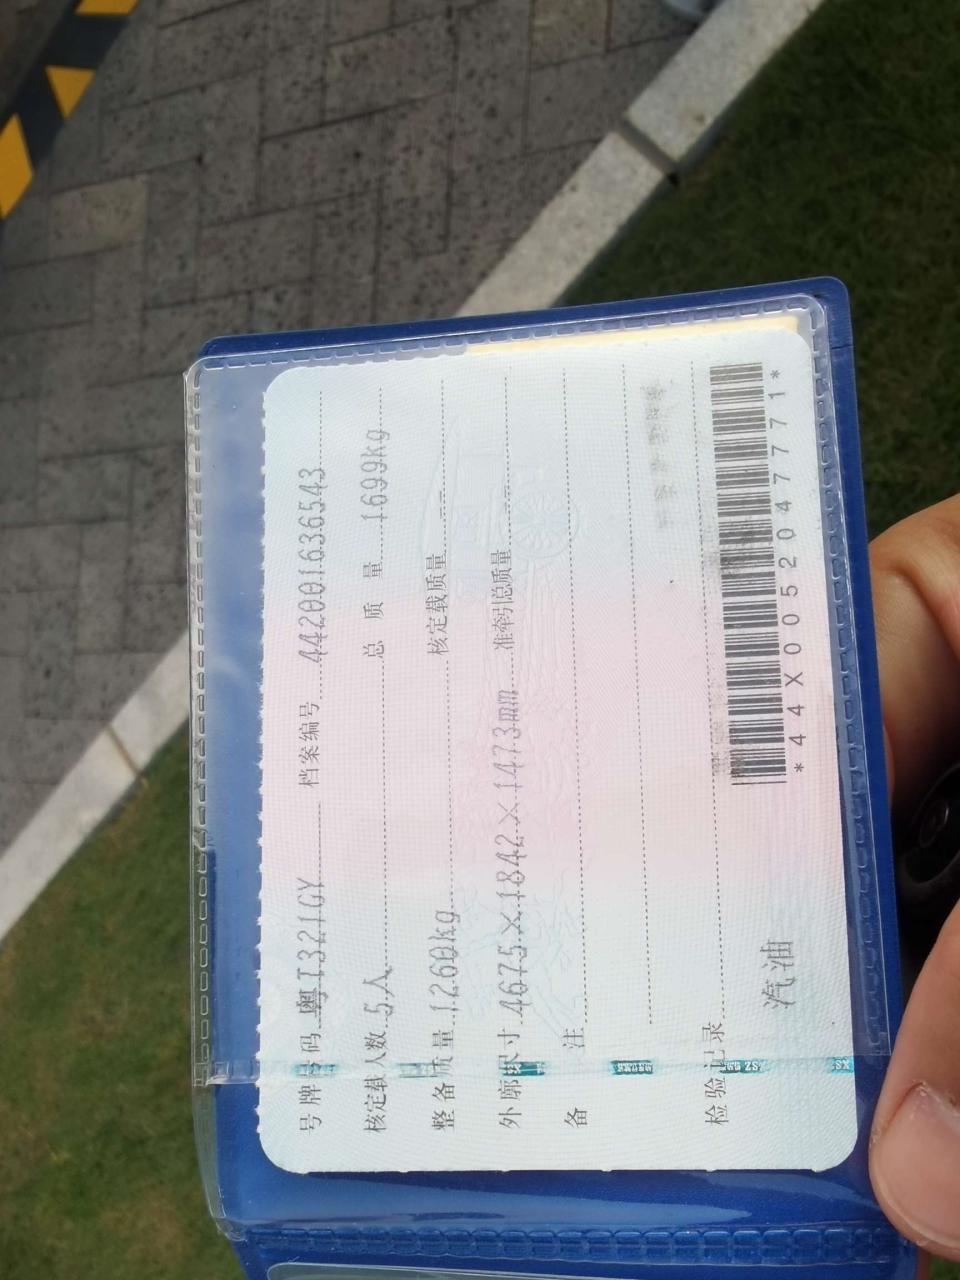 号牌号码 粤T321GY 档案编号 442001636543
核定载人数 5人 总质量 1699kg
整备质量 1260kg 核定载质量 --
外廓尺寸 4675×1842×1473mm 准牵引总质量 --
备注
检验记录
汽油
*44X0052047771*